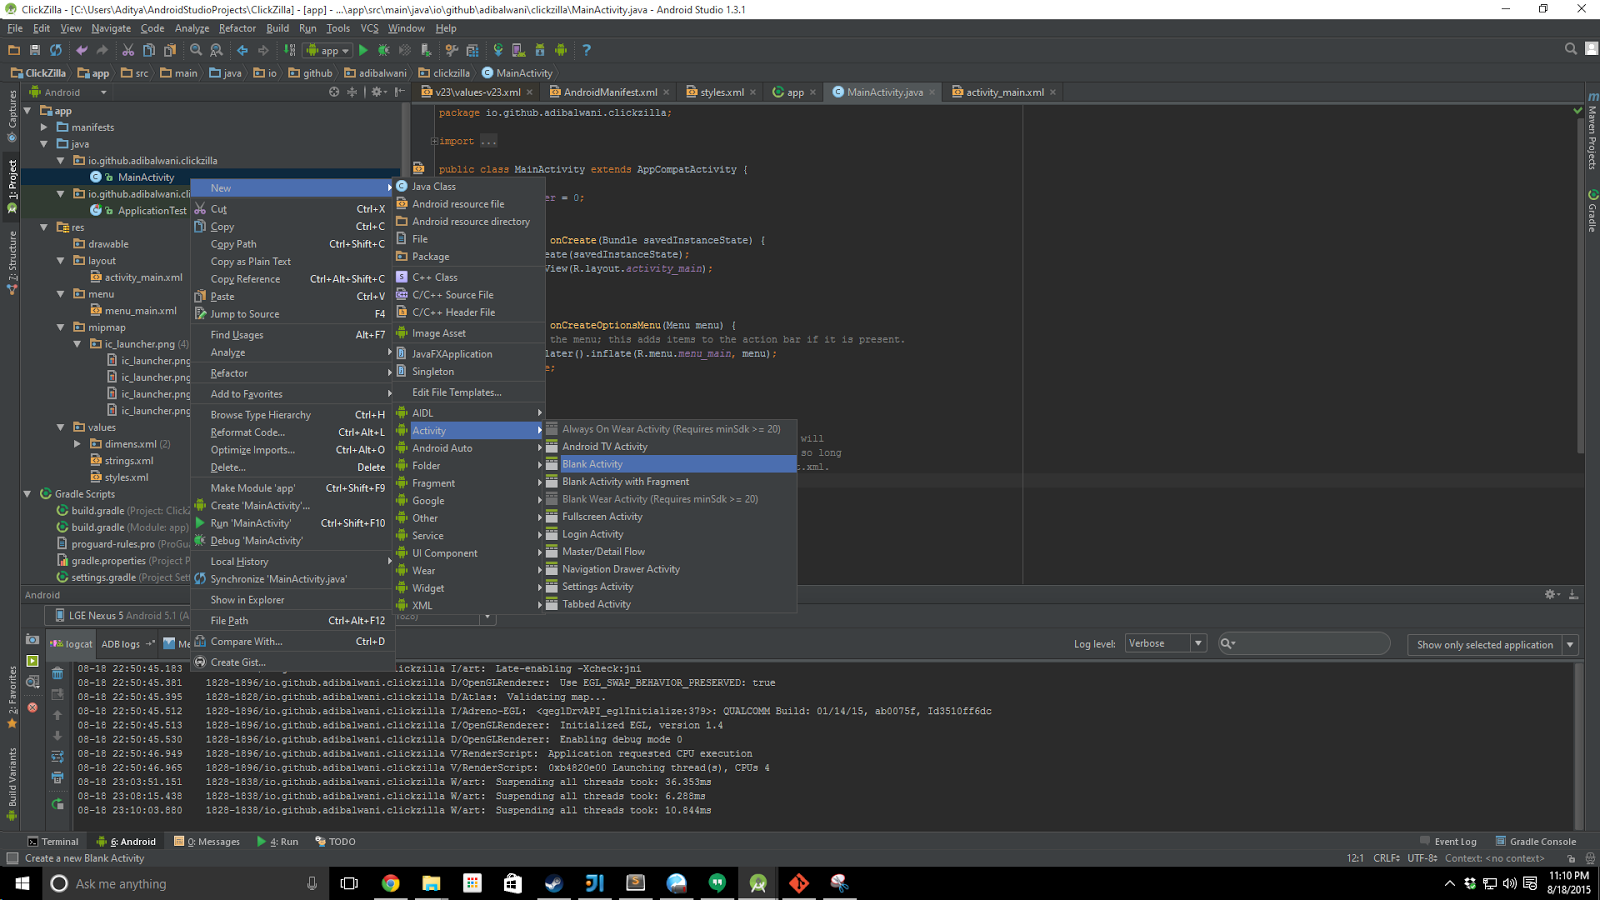 ClickZilla - [C:\Users\Aditya\AndroidStudioProjects\ClickZilla] - [app] - ...\app\src\main\java\io\github\adibalwani\clickzilla\MainActivity.java - Android Studio 1.3.1
File Edit View Navigate Code Analyze Refactor Build Run Tools VCS Window Help
app
ClickZilla app src main java io github adibalwani clickzilla MainActivity
Android
v23\values-v23.xml AndroidManifest.xml styles.xml app MainActivity.java activity_main.xml
Captures
1: Project
7: Structure
2: Favorites
Build Variants
app
manifests
java
io.github.adibalwani.clickzilla
MainActivity
io.github.adibalwani.cli
ApplicationTest
res
drawable
layout
activity_main.xml
menu
menu_main.xml
mipmap
ic_launcher.png (4)
ic_launcher.png
ic_launcher.png
ic_launcher.png
ic_launcher.png
values
dimens.xml (2)
strings.xml
styles.xml
Gradle Scripts
build.gradle (Project: ClickZ
build.gradle (Module: app)
proguard-rules.pro (ProGua
gradle.properties (Project
settings.gradle (Project Sett
New
Cut Ctrl+X
Copy Ctrl+C
Copy Path Ctrl+Shift+C
Copy as Plain Text
Copy Reference Ctrl+Alt+Shift+C
Paste Ctrl+V
Jump to Source F4
Find Usages Alt+F7
Analyze
Refactor
Add to Favorites
Browse Type Hierarchy Ctrl+H
Reformat Code... Ctrl+Alt+L
Optimize Imports... Ctrl+Alt+O
Delete... Delete
Make Module 'app' Ctrl+Shift+F9
Create 'MainActivity'...
Run 'MainActivity' Ctrl+Shift+F10
Debug 'MainActivity'
Local History
Synchronize 'MainActivity.java'
Show in Explorer
File Path Ctrl+Alt+F12
Compare With... Ctrl+D
Create Gist...
Java Class
Android resource file
Android resource directory
File
Package
C++ Class
C/C++ Source File
C/C++ Header File
Image Asset
JavaFXApplication
Singleton
Edit File Templates...
AIDL
Activity
Android Auto
Folder
Fragment
Google
Other
Service
UI Component
Wear
Widget
XML
Always On Wear Activity (Requires minSdk >= 20)
Android TV Activity
Blank Activity
Blank Activity with Fragment
Blank Wear Activity (Requires minSdk >= 20)
Fullscreen Activity
Login Activity
Master/Detail Flow
Navigation Drawer Activity
Settings Activity
Tabbed Activity
package io.github.adibalwani.clickzilla;
import ...
public class MainActivity extends AppCompatActivity {
er = 0;
onCreate(Bundle savedInstanceState) {
eate(savedInstanceState);
View(R.layout.activity_main);
onCreateOptionsMenu(Menu menu) {
the menu; this adds items to the action bar if it is present.
later().inflate(R.menu.menu_main, menu);
e;
will
so long
t.xml.
Maven Projects
Gradle
Android
LGE Nexus 5 Android 5.1 (A 1828)
logcat ADB logs Me Log level: Verbose Show only selected application
08-18 22:50:45.183 clickzilla I/art: Late-enabling -Xcheck:jni
08-18 22:50:45.381 1828-1896/io.github.adibalwani.clickzilla D/OpenGLRenderer: Use EGL_SWAP_BEHAVIOR_PRESERVED: true
08-18 22:50:45.395 1828-1828/io.github.adibalwani.clickzilla D/Atlas: Validating map...
08-18 22:50:45.512 1828-1896/io.github.adibalwani.clickzilla I/Adreno-EGL: <qeglDrvAPI_eglInitialize:379>: QUALCOMM Build: 01/14/15, ab0075f, Id3510ff6dc
08-18 22:50:45.513 1828-1896/io.github.adibalwani.clickzilla I/OpenGLRenderer: Initialized EGL, version 1.4
08-18 22:50:45.530 1828-1896/io.github.adibalwani.clickzilla D/OpenGLRenderer: Enabling debug mode 0
08-18 22:50:46.949 1828-1896/io.github.adibalwani.clickzilla V/RenderScript: Application requested CPU execution
08-18 22:50:46.965 1828-1896/io.github.adibalwani.clickzilla V/RenderScript: 0xb4820e00 Launching thread(s), CPUs 4
08-18 23:03:51.151 1828-1838/io.github.adibalwani.clickzilla W/art: Suspending all threads took: 36.353ms
08-18 23:08:15.438 1828-1838/io.github.adibalwani.clickzilla W/art: Suspending all threads took: 6.288ms
08-18 23:10:03.880 1828-1838/io.github.adibalwani.clickzilla W/art: Suspending all threads took: 10.844ms
Terminal 6: Android 0: Messages 4: Run TODO Event Log Gradle Console
Create a new Blank Activity 12:1 CRLF UTF-8 Context: <no context>
Ask me anything
11:10 PM
8/18/2015